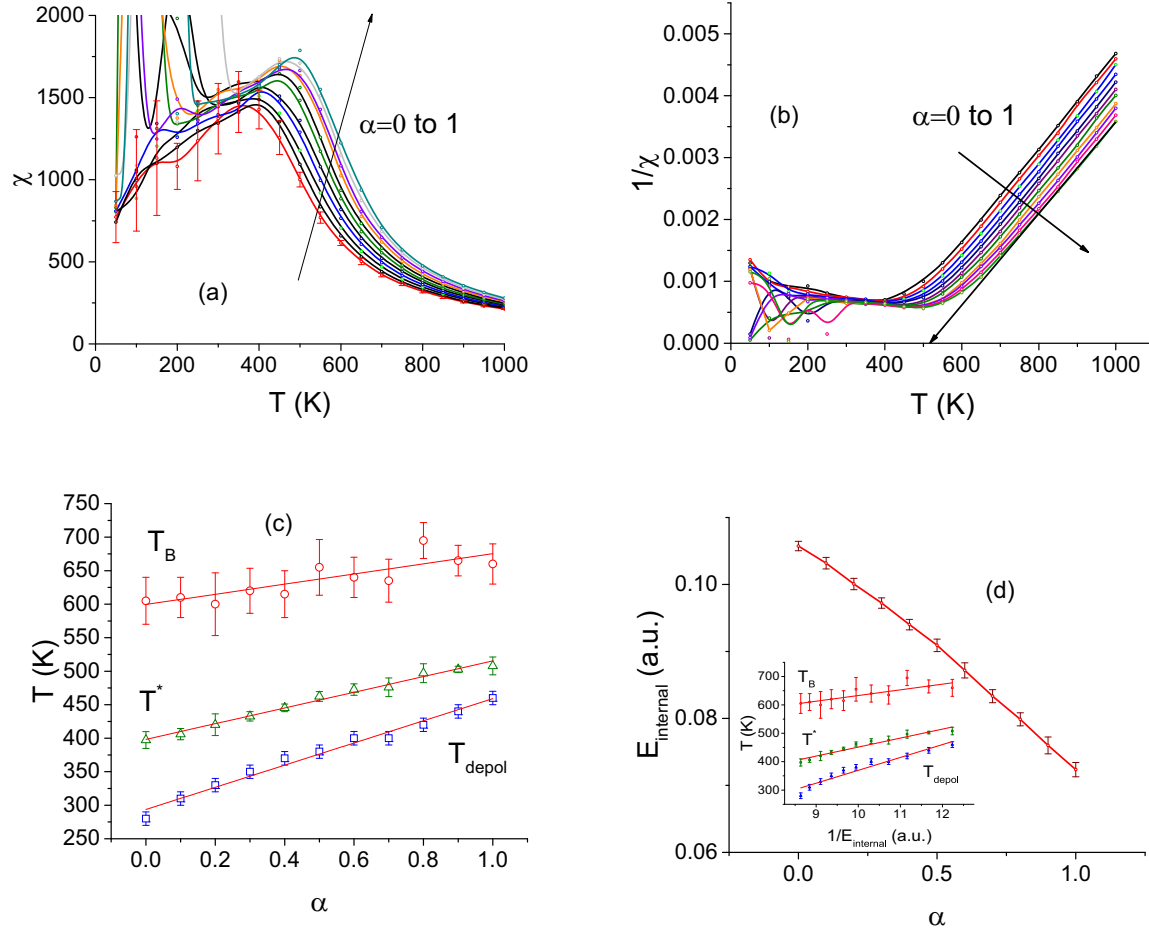 2000
1500
χ
1000
500
0
α=0 to 1
(a)
0 200 400 600 800 1000
T (K)
0.005
0.004
0.003
1/χ
0.002
0.001
0.000
(b)
α=0 to 1
0 200 400 600 800 1000
T (K)
750
700
650
600
550
500
450
400
350
300
250
T (K)
(c)
T_B
T^*
T_depol
0.0 0.2 0.4 0.6 0.8 1.0
α
0.10
0.08
0.06
E_internal (a.u.)
(d)
700
600
500
400
300
T (K)
T_B
T^*
T_depol
9 10 11 12
1/E_internal (a.u.)
0.0 0.5 1.0
α